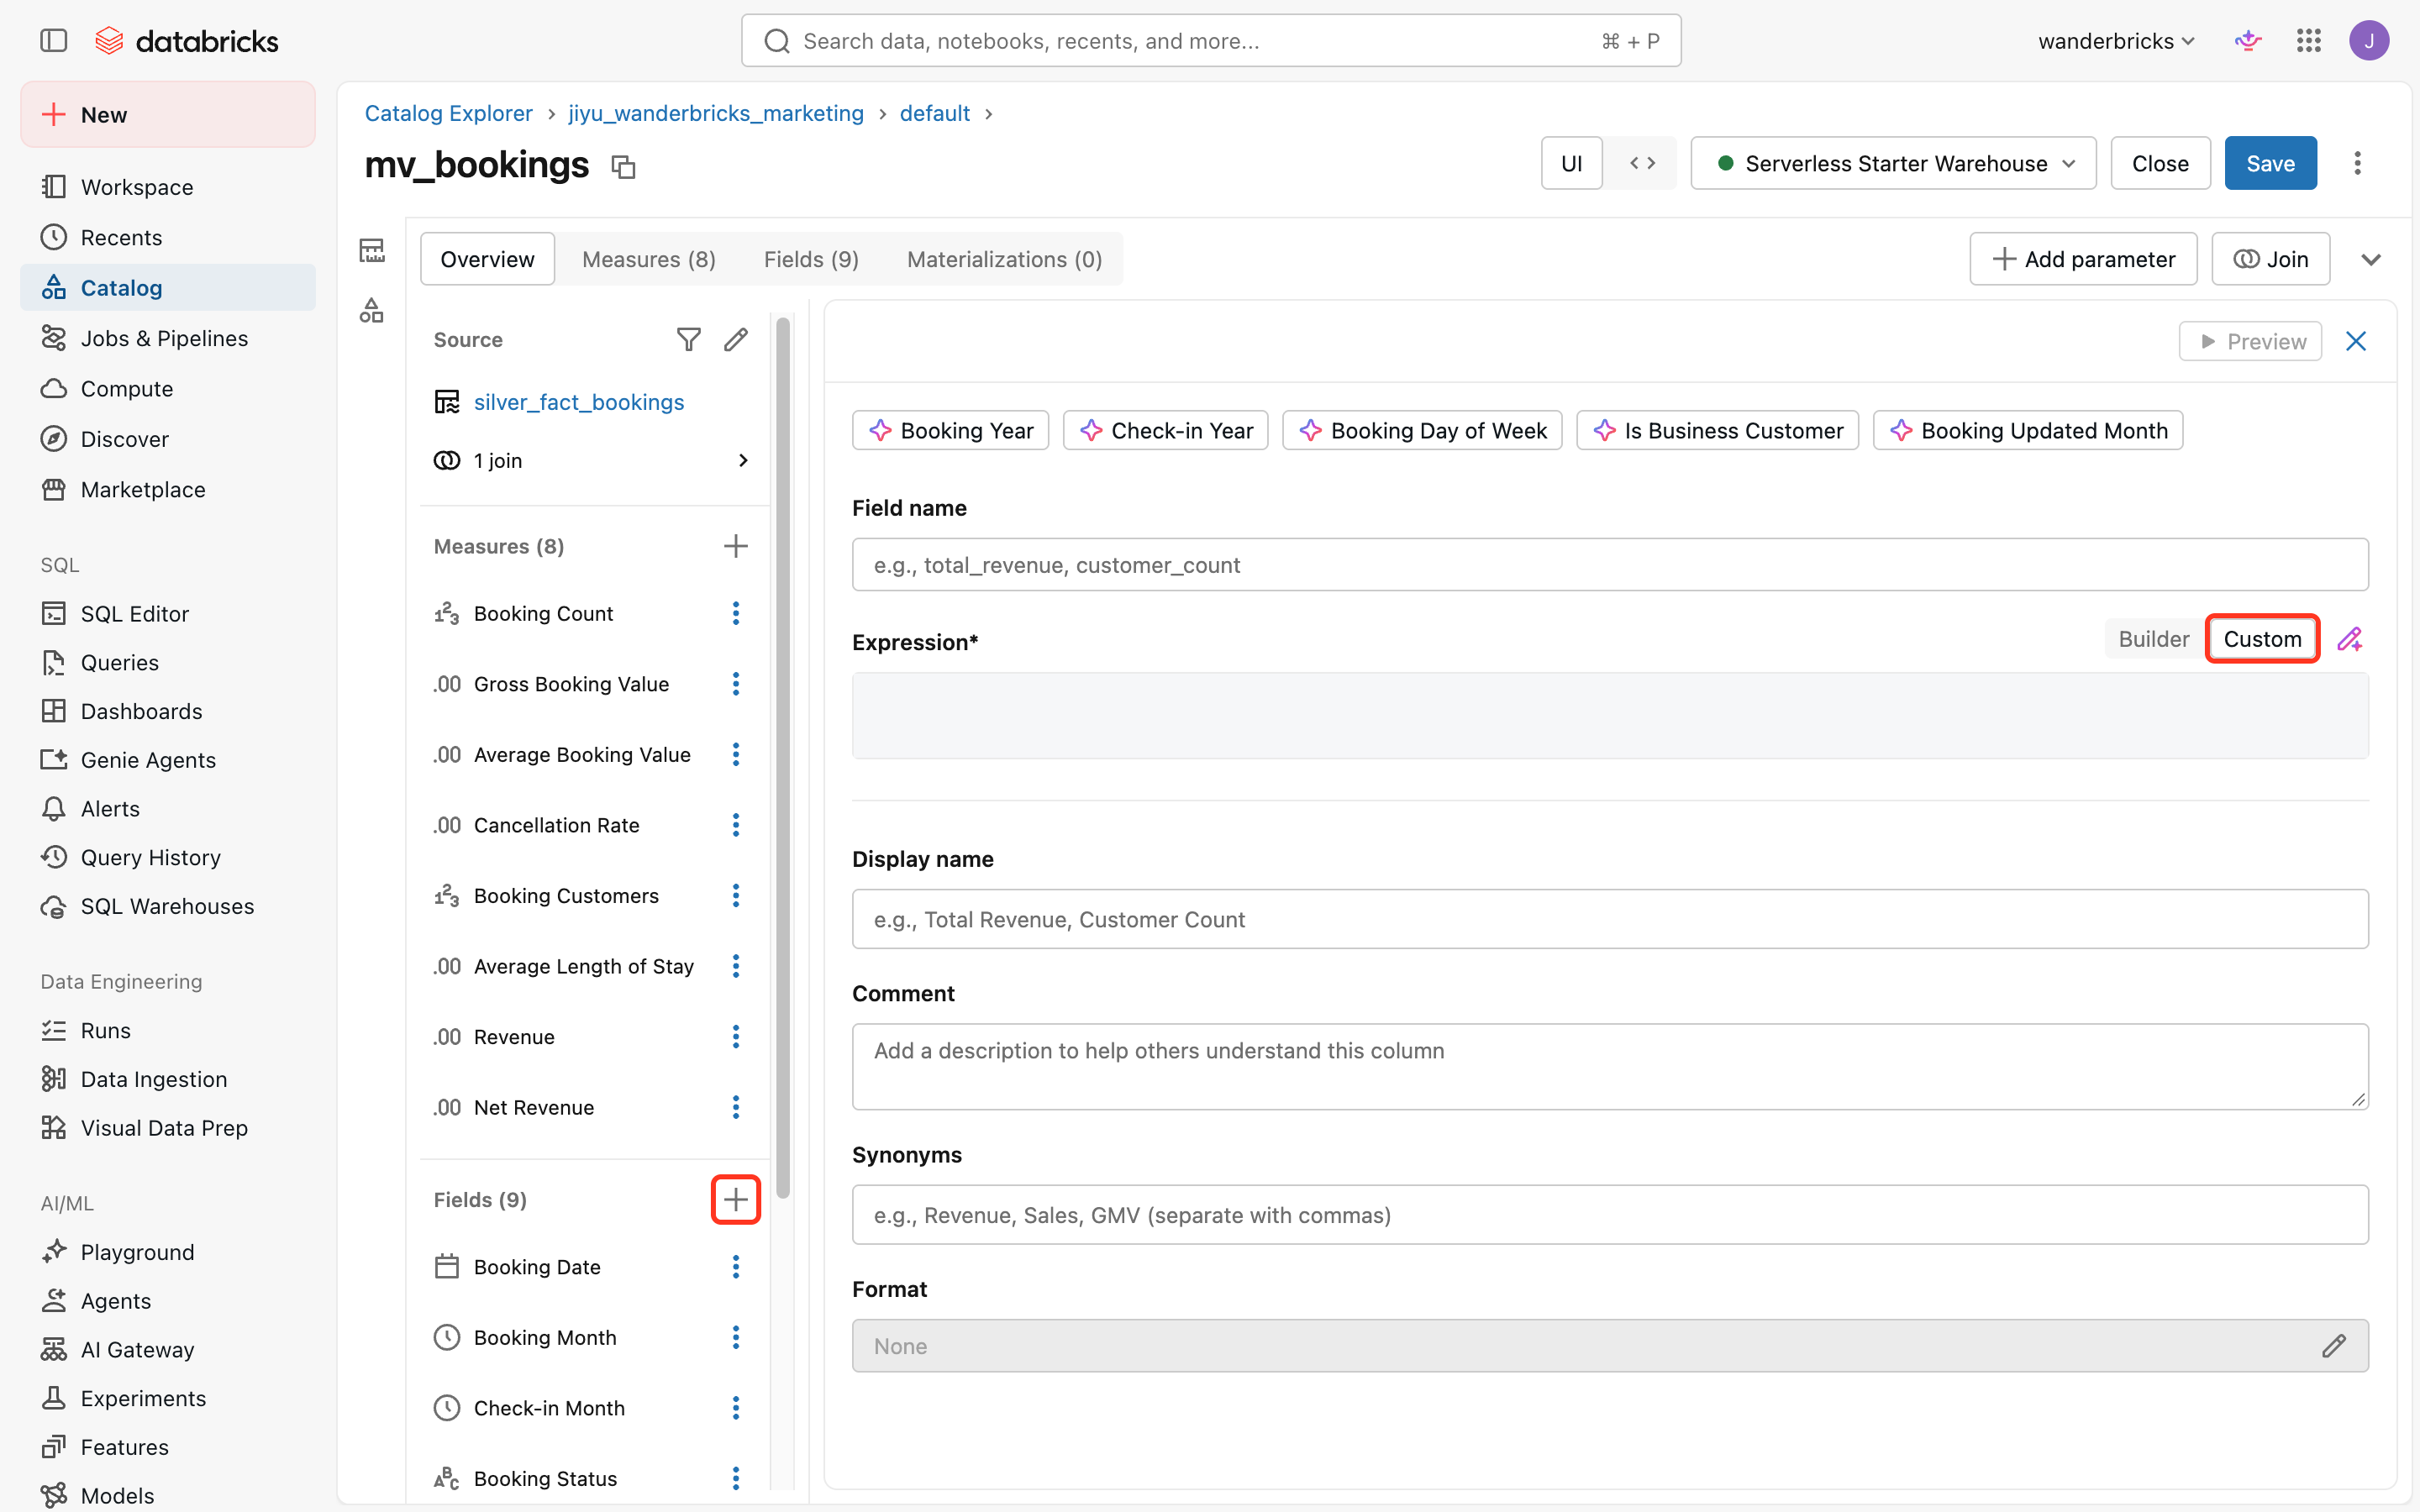 databricks
Search data, notebooks, recents, and more...
⌘ + P
wanderbricks
J
New
Workspace
Recents
Catalog
Jobs & Pipelines
Compute
Discover
Marketplace
SQL
SQL Editor
Queries
Dashboards
Genie Agents
Alerts
Query History
SQL Warehouses
Data Engineering
Runs
Data Ingestion
Visual Data Prep
AI/ML
Playground
Agents
AI Gateway
Experiments
Features
Models
Catalog Explorer › jiyu_wanderbricks_marketing › default ›
mv_bookings
UI
Serverless Starter Warehouse
Close
Save
Overview
Measures (8)
Fields (9)
Materializations (0)
Add parameter
Join
Source
silver_fact_bookings
1 join
Measures (8)
Booking Count
.00 Gross Booking Value
.00 Average Booking Value
.00 Cancellation Rate
Booking Customers
.00 Average Length of Stay
.00 Revenue
.00 Net Revenue
Fields (9)
Booking Date
Booking Month
Check-in Month
Booking Status
Preview
Booking Year
Check-in Year
Booking Day of Week
Is Business Customer
Booking Updated Month
Field name
e.g., total_revenue, customer_count
Expression*
Builder
Custom
Display name
e.g., Total Revenue, Customer Count
Comment
Add a description to help others understand this column
Synonyms
e.g., Revenue, Sales, GMV (separate with commas)
Format
None